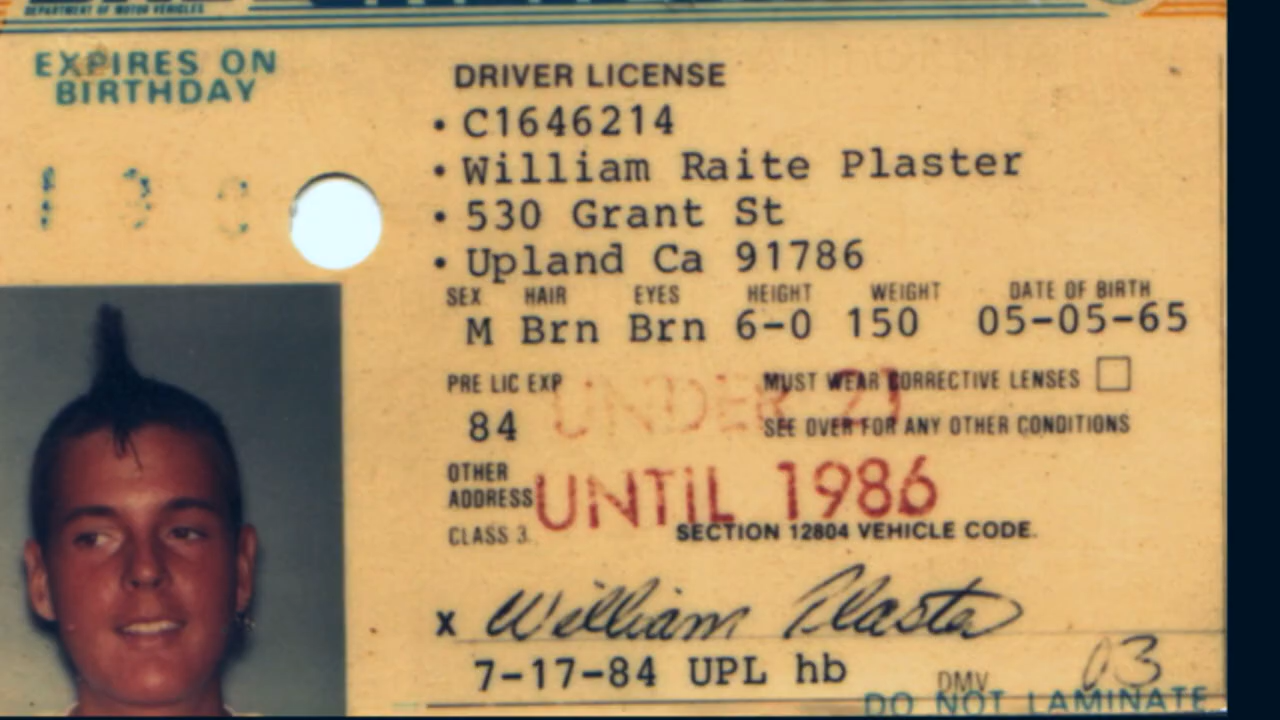 DEPARTMENT OF MOTOR VEHICLES
EXPIRES ON
BIRTHDAY
DRIVER LICENSE
• C1646214
• William Raite Plaster
• 530 Grant St
• Upland Ca 91786
SEX HAIR EYES HEIGHT WEIGHT DATE OF BIRTH
M Brn Brn 6-0 150 05-05-65
PRE LIC EXP MUST WEAR CORRECTIVE LENSES
UNDER 21
84 SEE OVER FOR ANY OTHER CONDITIONS
OTHER
ADDRESS
UNTIL 1986
CLASS 3. SECTION 12804 VEHICLE CODE.
X William Plaster
7-17-84 UPL hb DMV 03
DO NOT LAMINATE